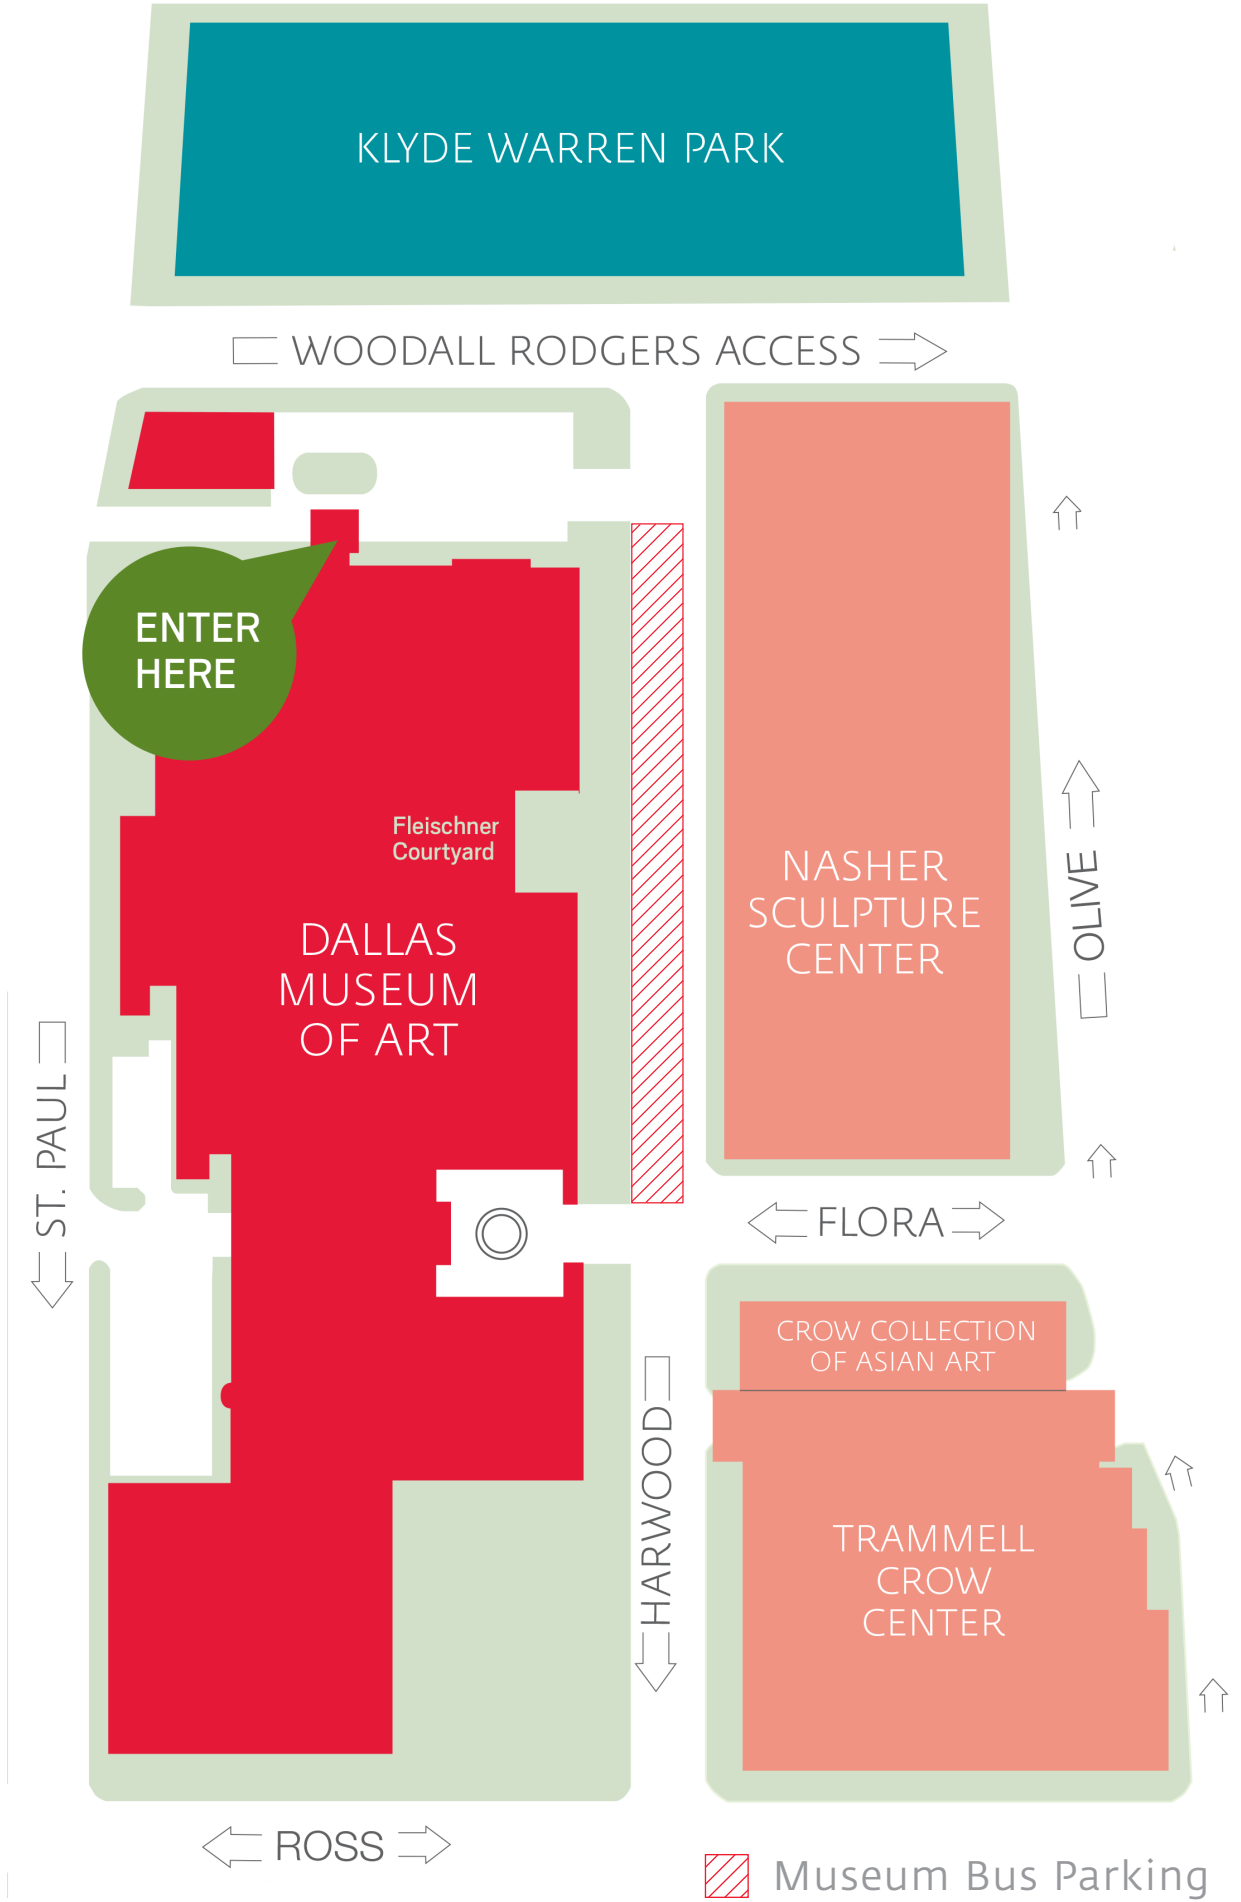 KLYDE WARREN PARK
WOODALL RODGERS ACCESS
ENTER
HERE
Fleischner
Courtyard
DALLAS
MUSEUM
OF ART
NASHER
SCULPTURE
CENTER
OLIVE
ST. PAUL
FLORA
CROW COLLECTION
OF ASIAN ART
HARWOOD
TRAMMELL
CROW
CENTER
ROSS
Museum Bus Parking